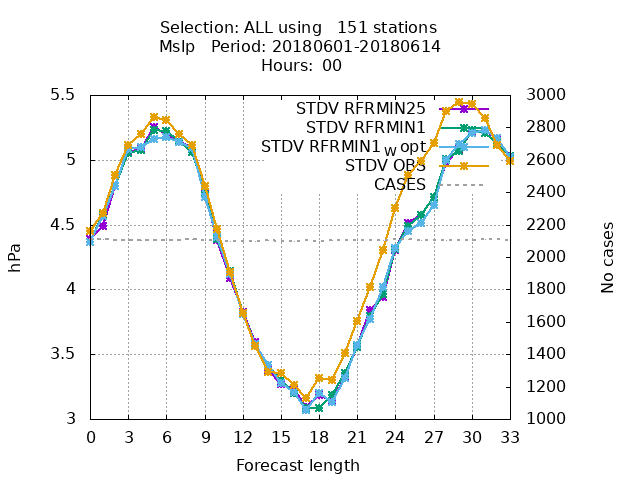 Selection: ALL using   151 stations
Mslp   Period: 20180601-20180614
Hours: 00
STDV RFRMIN25
STDV RFRMIN1
STDV RFRMIN1wopt
STDV OBS
CASES
5.5
5
4.5
4
3.5
3
hPa
3000
2800
2600
2400
2200
2000
1800
1600
1400
1200
1000
No cases
0 3 6 9 12 15 18 21 24 27 30 33
Forecast length